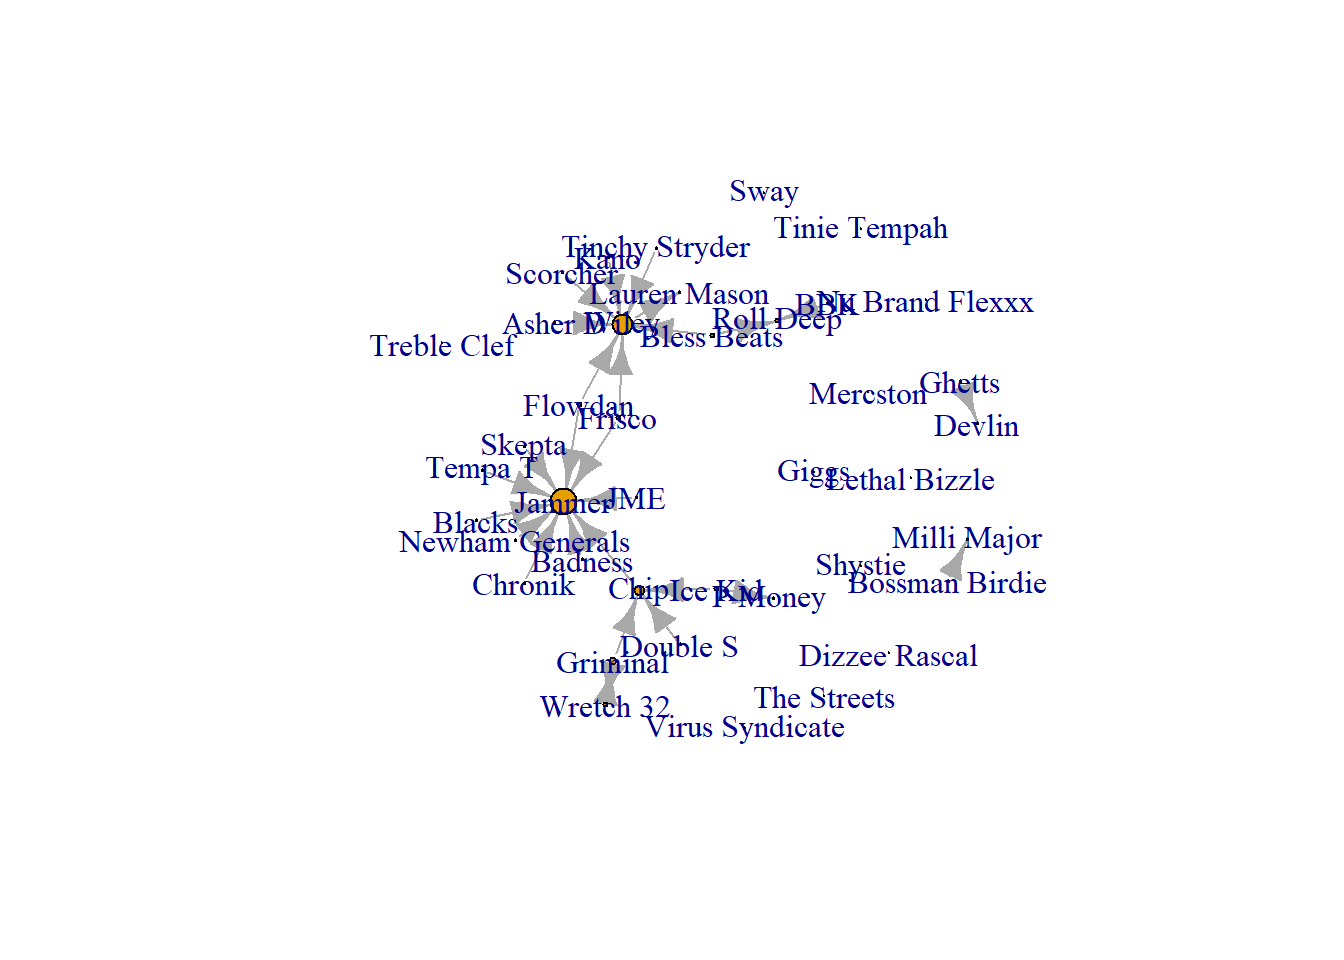 Sway
Tinie Tempah
Tinchy Stryder
Kano
Scorcher
Lauren Mason
BBK
Nu Brand Flexxx
Roll Deep
Asher D
Wiley
Bless Beats
Treble Clef
Ghetts
Mercston
Flowdan
Frisco
Devlin
Skepta
Tempa T
Giggs
Lethal Bizzle
JME
Jammer
Blacks
Newham Generals
Milli Major
Badness
Shystie
Chronik
Bossman Birdie
Chip
Ice Kid
P Money
Double S
Griminal
Dizzee Rascal
The Streets
Wretch 32
Virus Syndicate